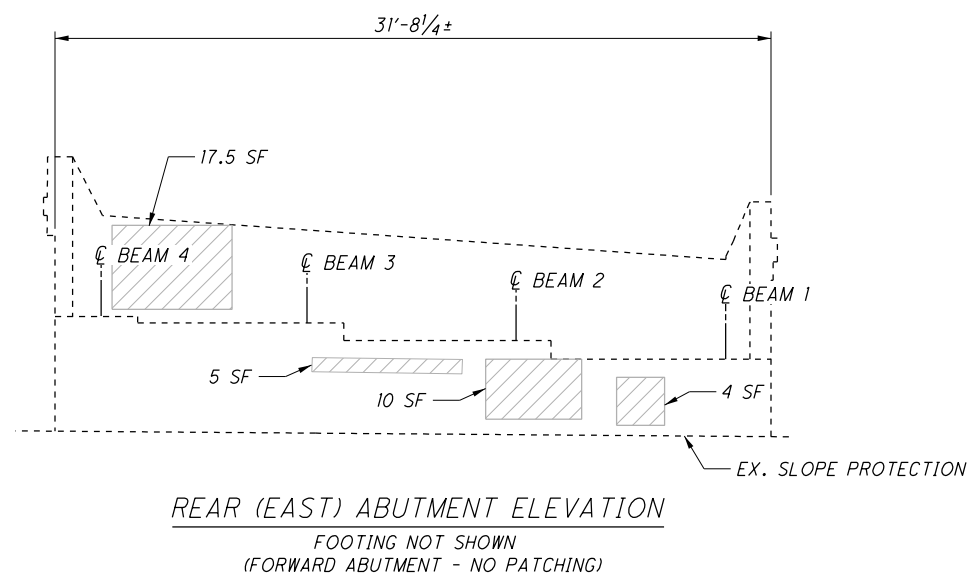 31'-8 1/4 ±
17.5 SF
℄ BEAM 4
℄ BEAM 3
℄ BEAM 2
℄ BEAM 1
5 SF
10 SF
4 SF
EX. SLOPE PROTECTION
REAR (EAST) ABUTMENT ELEVATION
FOOTING NOT SHOWN
(FORWARD ABUTMENT - NO PATCHING)